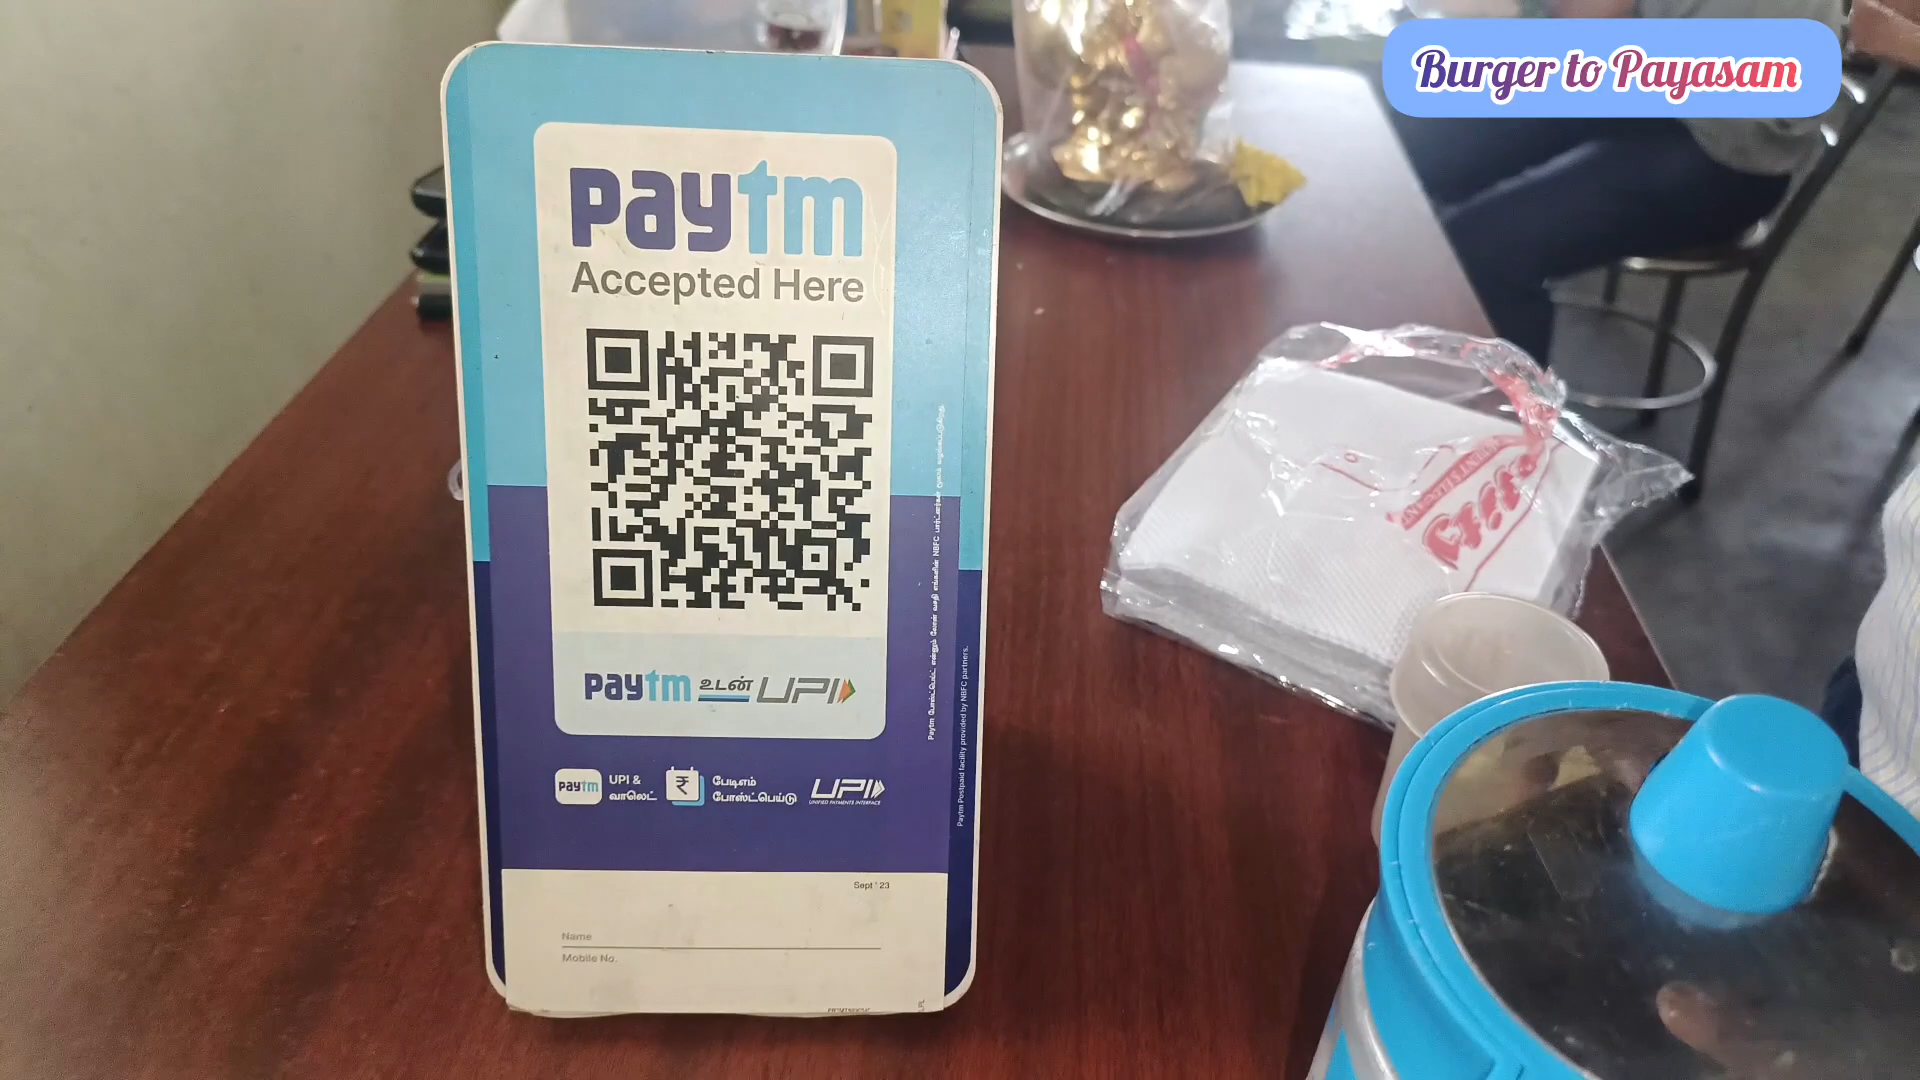 Burger to Payasam
paytm
Accepted Here
paytm உடன் UPI
paytm
UPI &
வாலெட்
₹
பேடிஎம்
போஸ்ட்பெய்டு
UPI
UNIFIED PAYMENTS INTERFACE
Paytm Postpaid facility provided by NBFC partners.
Sept ' 23
Name
Mobile No.